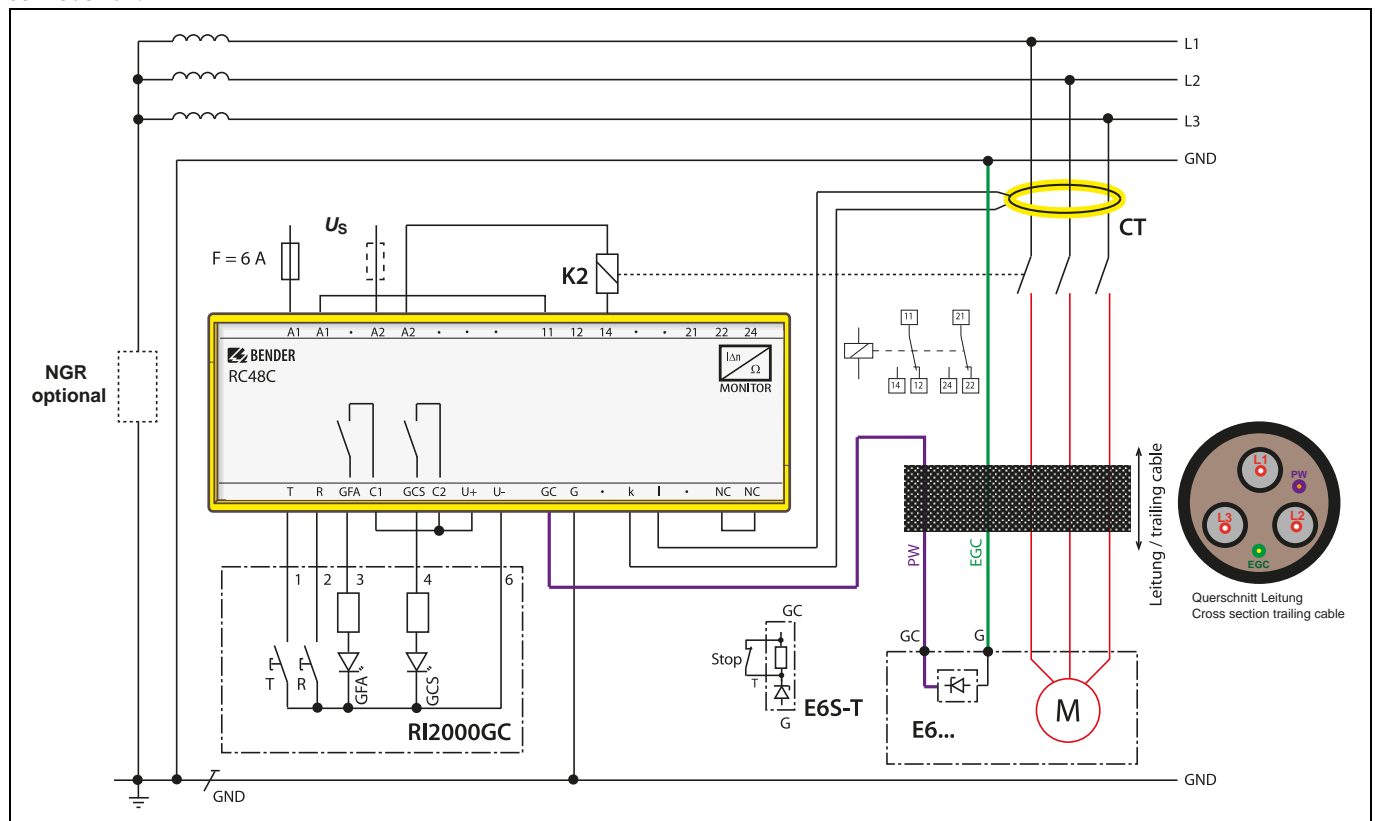 L1
L2
L3
GND
CT
F = 6 A
US
K2
A1 A1 · A2 A2 · · · 11 12 14 · · 21 22 24
BENDER
RC48C
I∆n
Ω
MONITOR
11 21
14 12 24 22
NGR
optional
T R GFA C1 GCS C2 U+ U- GC G · k l · NC NC
PW
EGC
Leitung / trailing cable
L1
PW
L3
L2
EGC
Querschnitt Leitung
Cross section trailing cable
1 2 3 4 6
T
R
GFA
GCS
RI2000GC
GC
Stop
T
G
E6S-T
GC
G
E6...
M
GND
GND